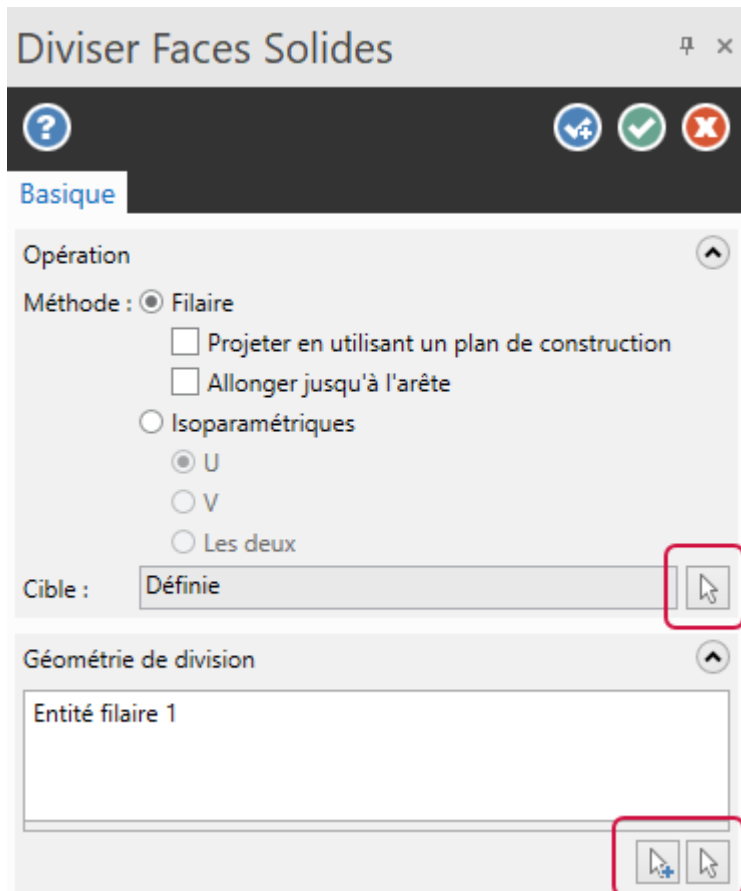 Diviser Faces Solides
Basique
Opération
Méthode : Filaire
Projeter en utilisant un plan de construction
Allonger jusqu'à l'arête
Isoparamétriques
U
V
Les deux
Cible : Définie
Géométrie de division
Entité filaire 1